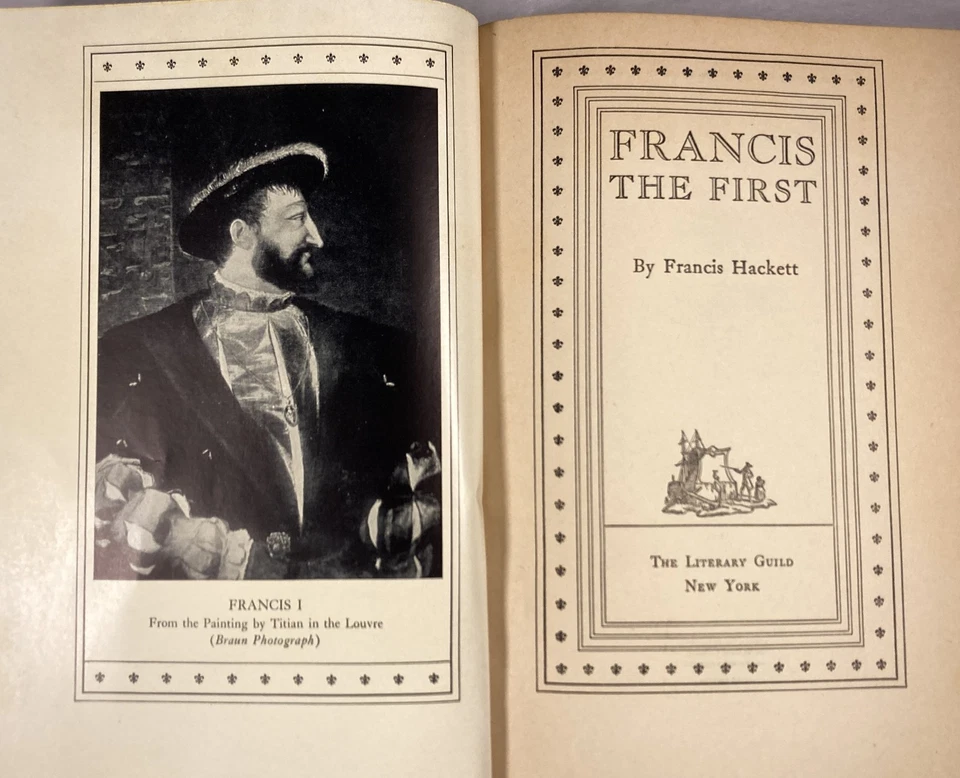 FRANCIS I
From the Painting by Titian in the Louvre
(Braun Photograph)
FRANCIS
THE FIRST
By Francis Hackett
THE LITERARY GUILD
NEW YORK